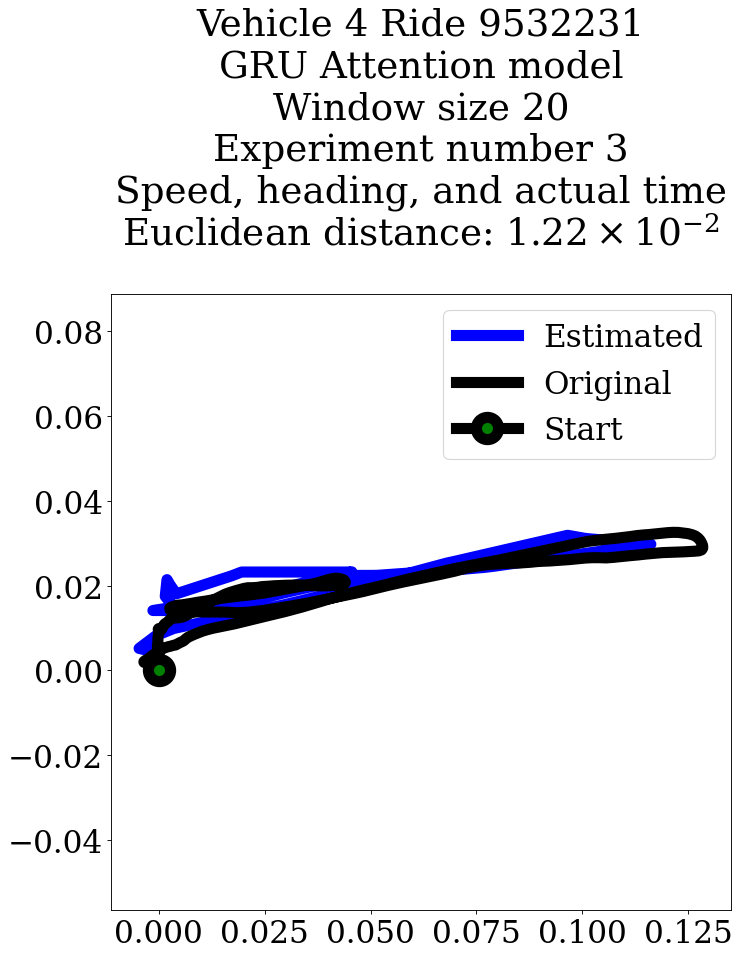 Vehicle 4 Ride 9532231
GRU Attention model
Window size 20
Experiment number 3
Speed, heading, and actual time
Euclidean distance: 1.22 × 10⁻²
Estimated
Original
Start
0.08
0.06
0.04
0.02
0.00
−0.02
−0.04
0.000 0.025 0.050 0.075 0.100 0.125